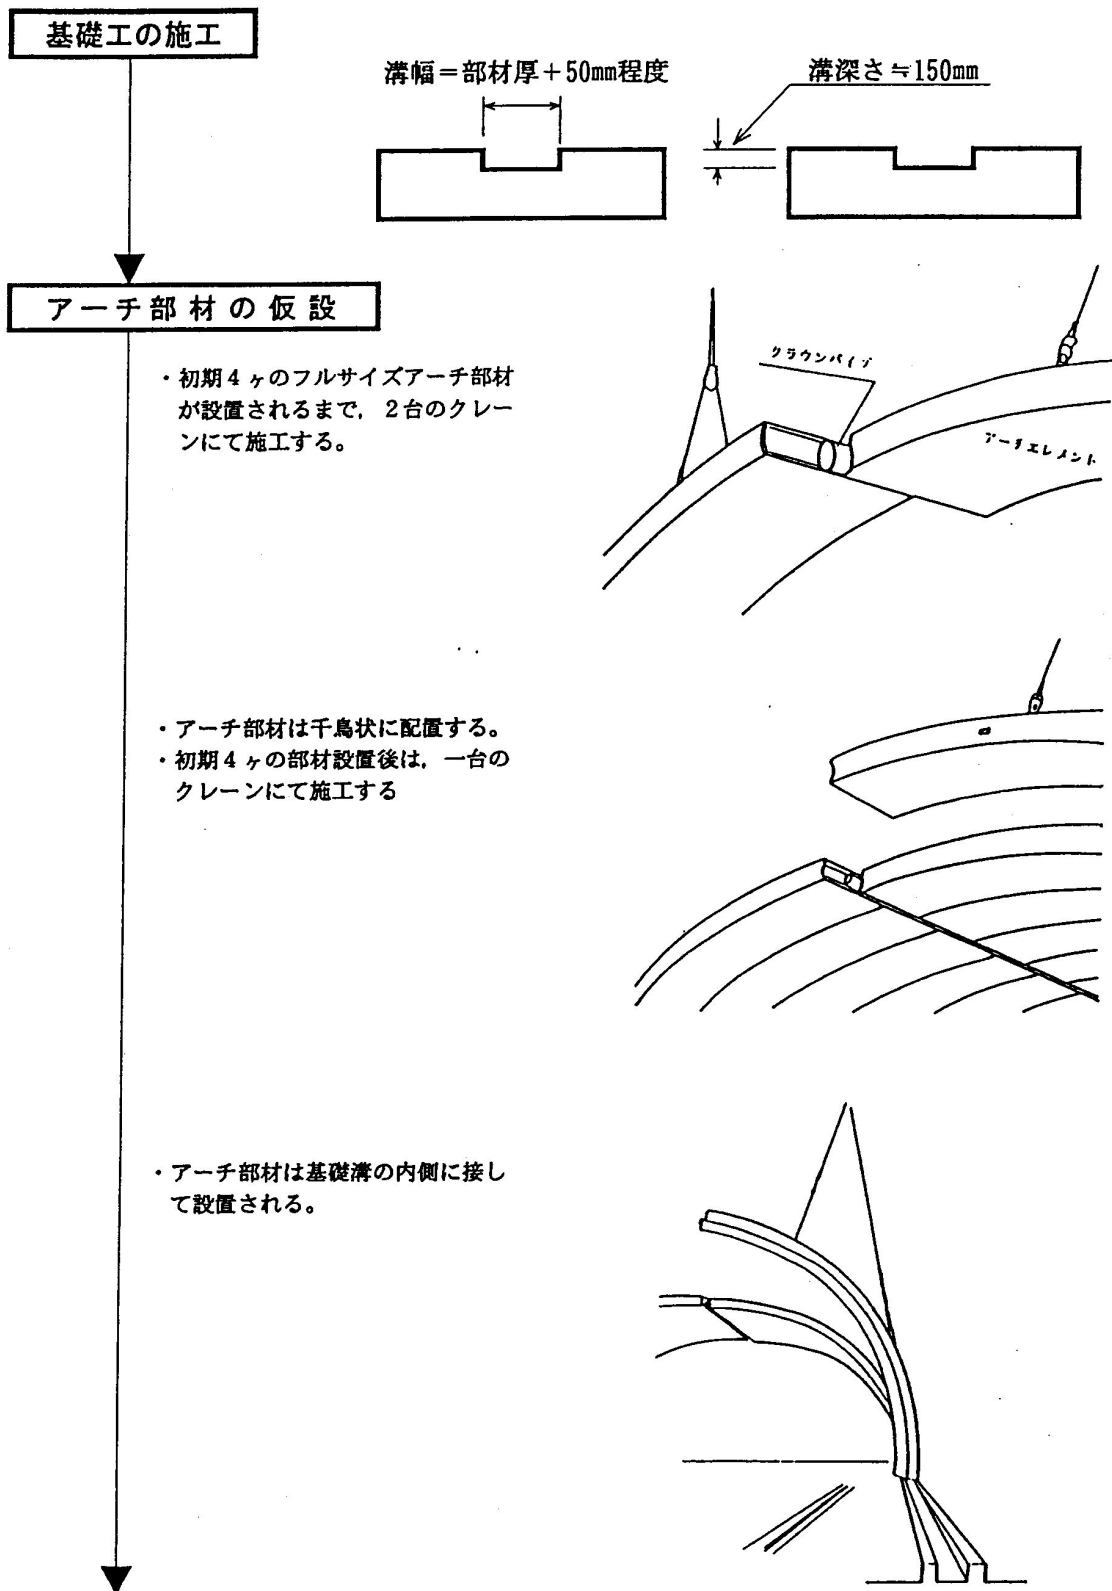 基礎工の施工
溝幅＝部材厚＋50mm程度
溝深さ≒150mm
アーチ部材の仮設
・初期4ヶのフルサイズアーチ部材
が設置されるまで，2台のクレー
ンにて施工する。
クラウンパイプ
アーチエレメント
・アーチ部材は千鳥状に配置する。
・初期4ヶの部材設置後は，一台の
クレーンにて施工する
・アーチ部材は基礎溝の内側に接し
て設置される。